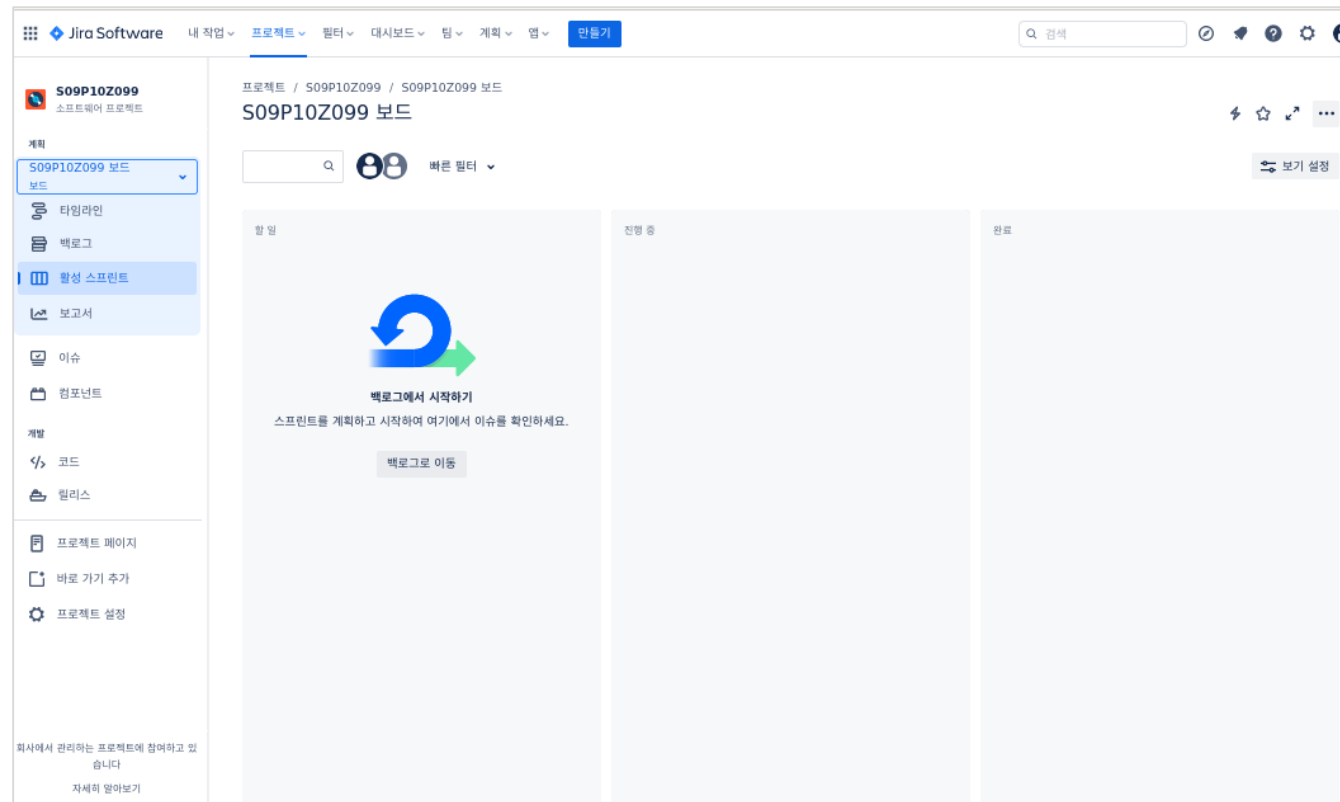 Jira Software 내 작업 프로젝트 필터 대시보드 팀 계획 앱 만들기 검색
S09P10Z099
소프트웨어 프로젝트
계획
S09P10Z099 보드
보드
타임라인
백로그
활성 스프린트
보고서
이슈
컴포넌트
개발
코드
릴리스
프로젝트 페이지
바로 가기 추가
프로젝트 설정
회사에서 관리하는 프로젝트에 참여하고 있
습니다
자세히 알아보기
프로젝트 / S09P10Z099 / S09P10Z099 보드
S09P10Z099 보드
빠른 필터 보기 설정
할 일 진행 중 완료
백로그에서 시작하기
스프린트를 계획하고 시작하여 여기에서 이슈를 확인하세요.
백로그로 이동